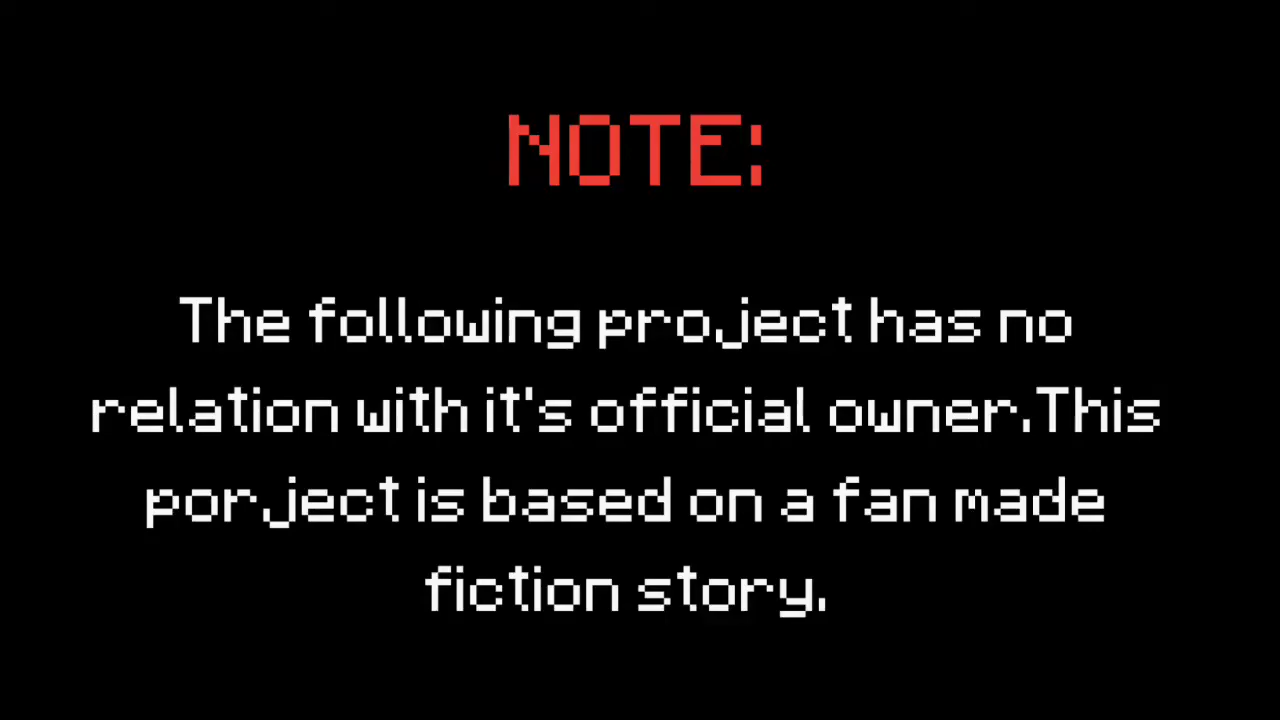 NOTE:
The following project has no
relation with it's official owner.This
porject is based on a fan made
fiction story.